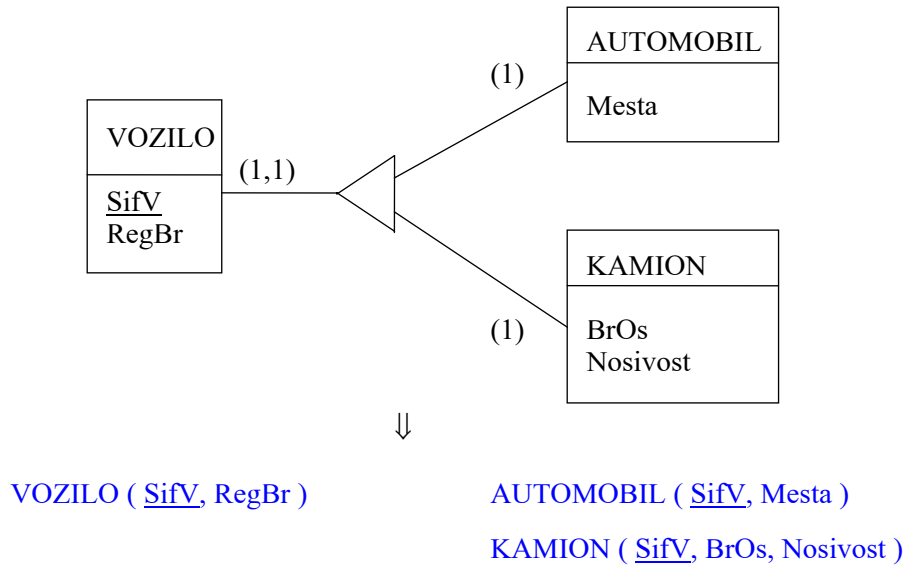 AUTOMOBIL
Mesta
(1)
VOZILO
SifV
RegBr
(1,1)
KAMION
BrOs
Nosivost
(1)
⇓
VOZILO ( SifV, RegBr )
AUTOMOBIL ( SifV, Mesta )
KAMION ( SifV, BrOs, Nosivost )